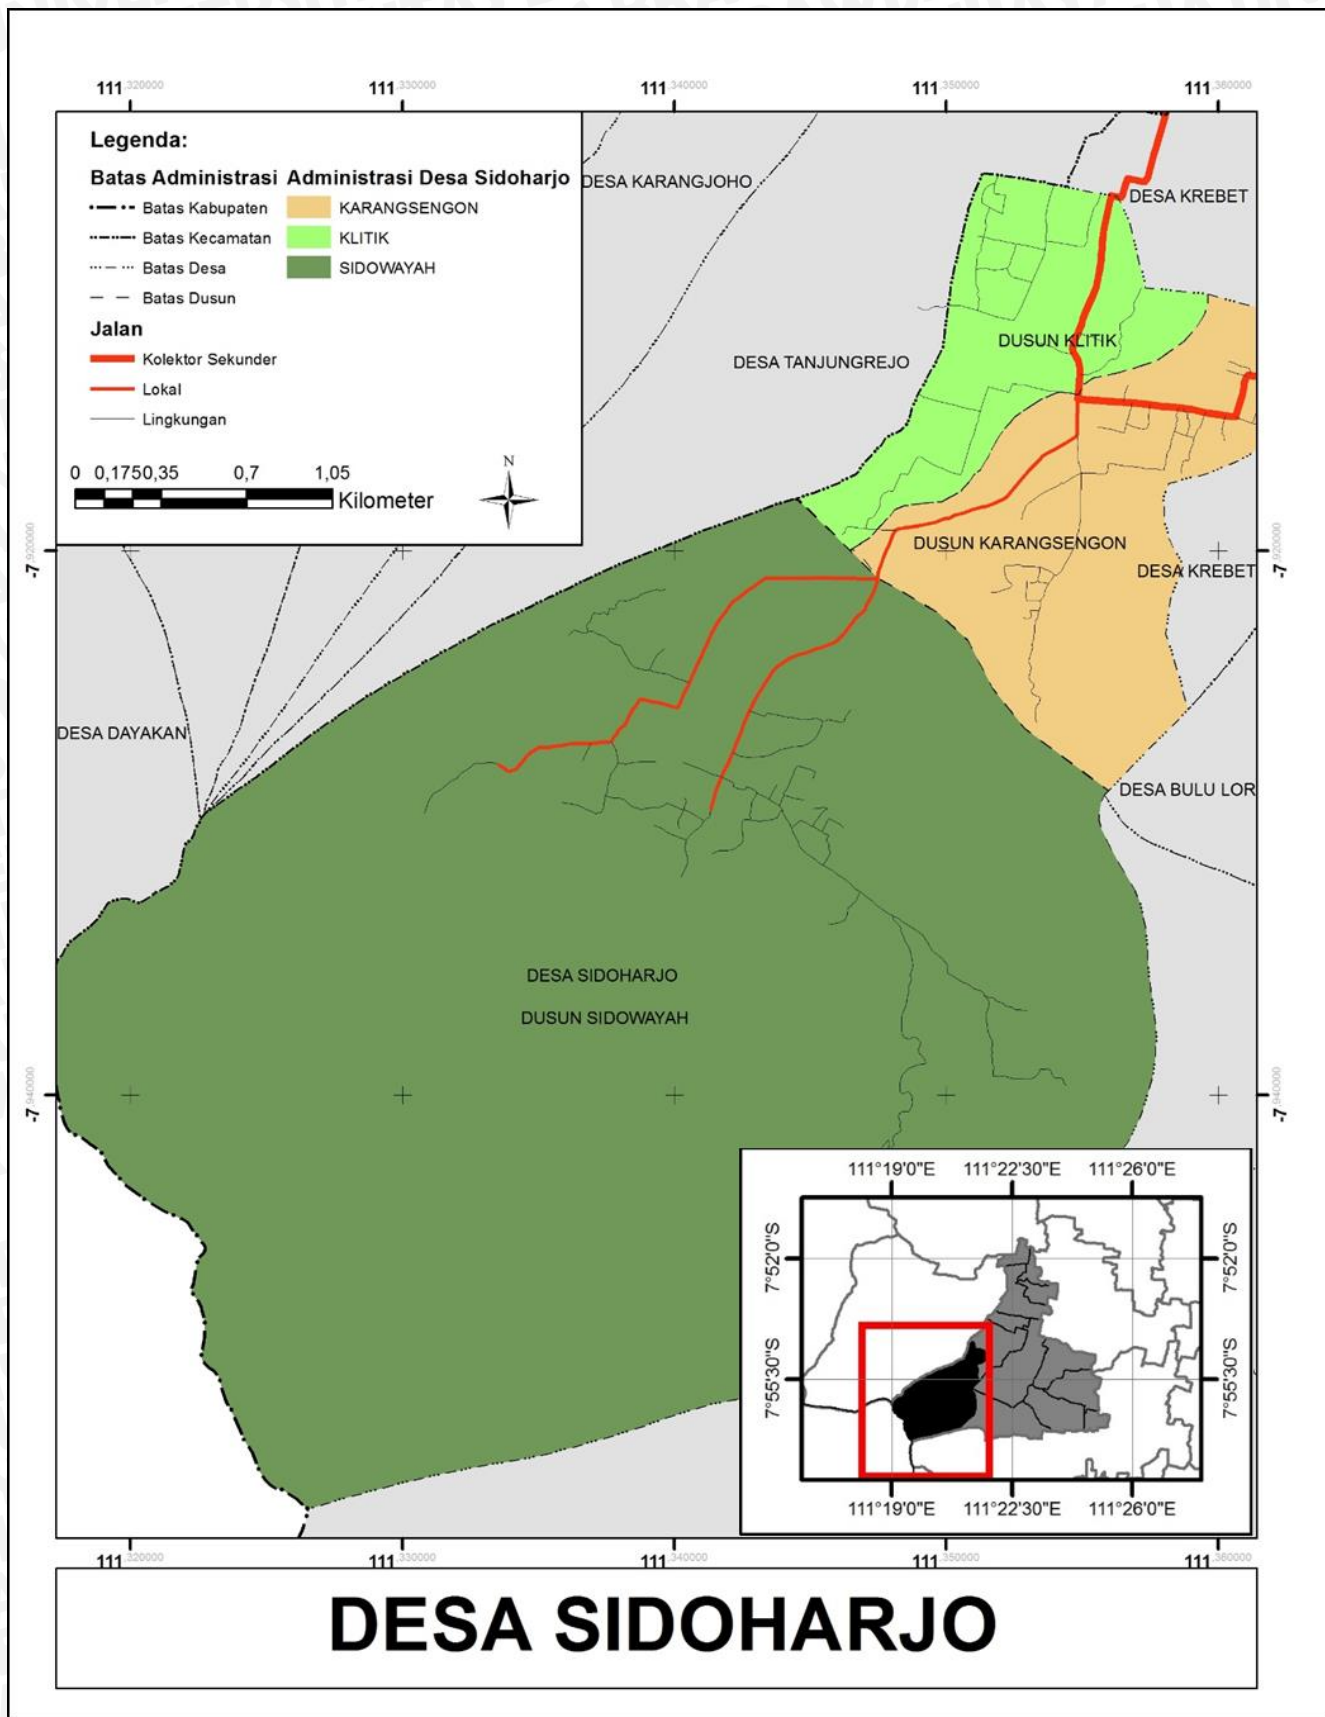 111.320000 111.330000 111.340000 111.350000 111.360000
Legenda:
Batas Administrasi Administrasi Desa Sidoharjo
Batas Kabupaten KARANGSENGON
Batas Kecamatan KLITIK
Batas Desa SIDOWAYAH
Batas Dusun
Jalan
Kolektor Sekunder
Lokal
Lingkungan
0 0,1750,35 0,7 1,05
Kilometer
N
DESA KARANGJOHO
DESA KREBET
DUSUN KLITIK
DESA TANJUNGREJO
DUSUN KARANGSENGON
-7.920000 -7.920000
DESA KREBET
DESA DAYAKAN
DESA BULU LOR
DESA SIDOHARJO
DUSUN SIDOWAYAH
-7.940000 -7.940000
111°19'0"E 111°22'30"E 111°26'0"E
7°52'0"S 7°52'0"S
7°55'30"S 7°55'30"S
111°19'0"E 111°22'30"E 111°26'0"E
111.320000 111.330000 111.340000 111.350000 111.360000
DESA SIDOHARJO